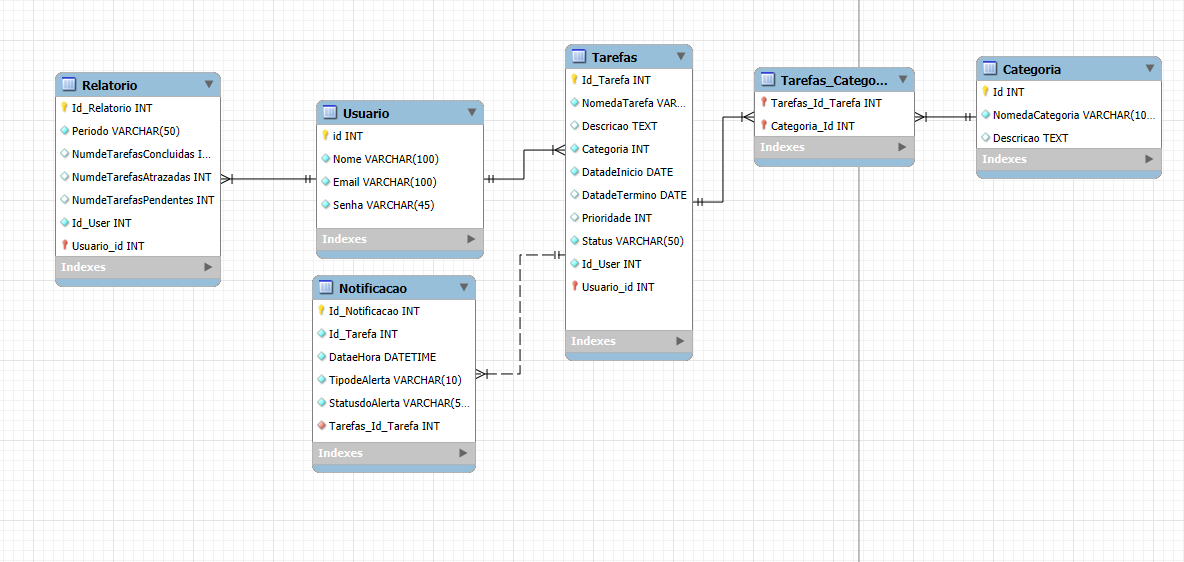 Relatorio
Id_Relatorio INT
Periodo VARCHAR(50)
NumdeTarefasConcluidas I...
NumdeTarefasAtrazadas INT
NumdeTarefasPendentes INT
Id_User INT
Usuario_id INT
Indexes
Usuario
id INT
Nome VARCHAR(100)
Email VARCHAR(100)
Senha VARCHAR(45)
Indexes
Notificacao
Id_Notificacao INT
Id_Tarefa INT
DataeHora DATETIME
TipodeAlerta VARCHAR(10)
StatusdoAlerta VARCHAR(5...
Tarefas_Id_Tarefa INT
Indexes
Tarefas
Id_Tarefa INT
NomedaTarefa VAR...
Descricao TEXT
Categoria INT
DatadeInicio DATE
DatadeTermino DATE
Prioridade INT
Status VARCHAR(50)
Id_User INT
Usuario_id INT
Indexes
Tarefas_Catego...
Tarefas_Id_Tarefa INT
Categoria_Id INT
Indexes
Categoria
Id INT
NomedaCategoria VARCHAR(10...
Descricao TEXT
Indexes